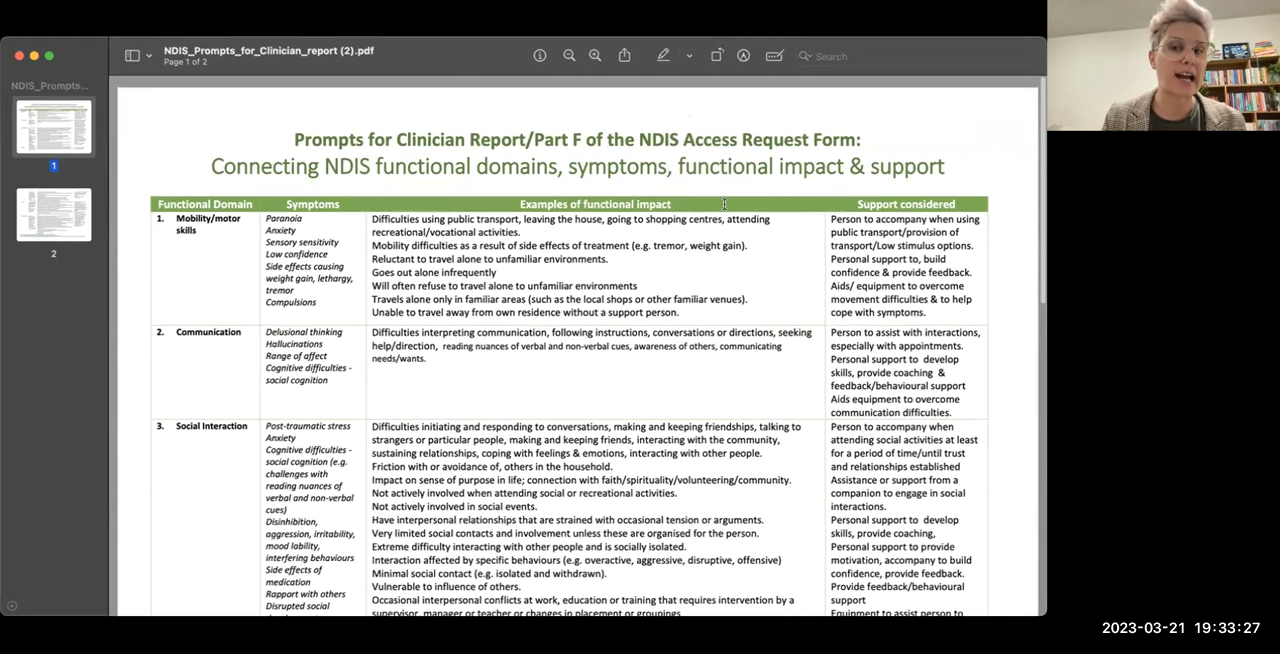 NDIS_Prompts_for_Clinician_report (2).pdf
Page 1 of 2
Search
NDIS_Prompts...
1
2
Prompts for Clinician Report/Part F of the NDIS Access Request Form:
Connecting NDIS functional domains, symptoms, functional impact & support
Functional Domain Symptoms Examples of functional impact Support considered
1. Mobility/motor
skills
Paranoia
Anxiety
Sensory sensitivity
Low confidence
Side effects causing
weight gain, lethargy,
tremor
Compulsions
Difficulties using public transport, leaving the house, going to shopping centres, attending
recreational/vocational activities.
Mobility difficulties as a result of side effects of treatment (e.g. tremor, weight gain).
Reluctant to travel alone to unfamiliar environments.
Goes out alone infrequently
Will often refuse to travel alone to unfamiliar environments
Travels alone only in familiar areas (such as the local shops or other familiar venues).
Unable to travel away from own residence without a support person.
Person to accompany when using
public transport/provision of
transport/Low stimulus options.
Personal support to, build
confidence & provide feedback.
Aids/ equipment to overcome
movement difficulties & to help
cope with symptoms.
2. Communication
Delusional thinking
Hallucinations
Range of affect
Cognitive difficulties -
social cognition
Difficulties interpreting communication, following instructions, conversations or directions, seeking
help/direction, reading nuances of verbal and non-verbal cues, awareness of others, communicating
needs/wants.
Person to assist with interactions,
especially with appointments.
Personal support to develop
skills, provide coaching &
feedback/behavioural support
Aids equipment to overcome
communication difficulties.
3. Social Interaction
Post-traumatic stress
Anxiety
Cognitive difficulties -
social cognition (e.g.
challenges with
reading nuances of
verbal and non-verbal
cues)
Disinhibition,
aggression, irritability,
mood lability,
interfering behaviours
Side effects of
medication
Rapport with others
Disrupted social
Difficulties initiating and responding to conversations, making and keeping friendships, talking to
strangers or particular people, making and keeping friends, interacting with the community,
sustaining relationships, coping with feelings & emotions, interacting with other people.
Friction with or avoidance of, others in the household.
Impact on sense of purpose in life; connection with faith/spirituality/volunteering/community.
Not actively involved when attending social or recreational activities.
Not actively involved in social events.
Have interpersonal relationships that are strained with occasional tension or arguments.
Very limited social contacts and involvement unless these are organised for the person.
Extreme difficulty interacting with other people and is socially isolated.
Interaction affected by specific behaviours (e.g. overactive, aggressive, disruptive, offensive)
Minimal social contact (e.g. isolated and withdrawn).
Vulnerable to influence of others.
Occasional interpersonal conflicts at work, education or training that requires intervention by a
supervisor, manager or teacher or changes in placement or groupings
Person to accompany when
attending social activities at least
for a period of time/until trust
and relationships established
Assistance or support from a
companion to engage in social
interactions.
Personal support to develop
skills, provide coaching,
Personal support to provide
motivation, accompany to build
confidence, provide feedback.
Provide feedback/behavioural
support
Equipment to assist person to
2023-03-21 19:33:27